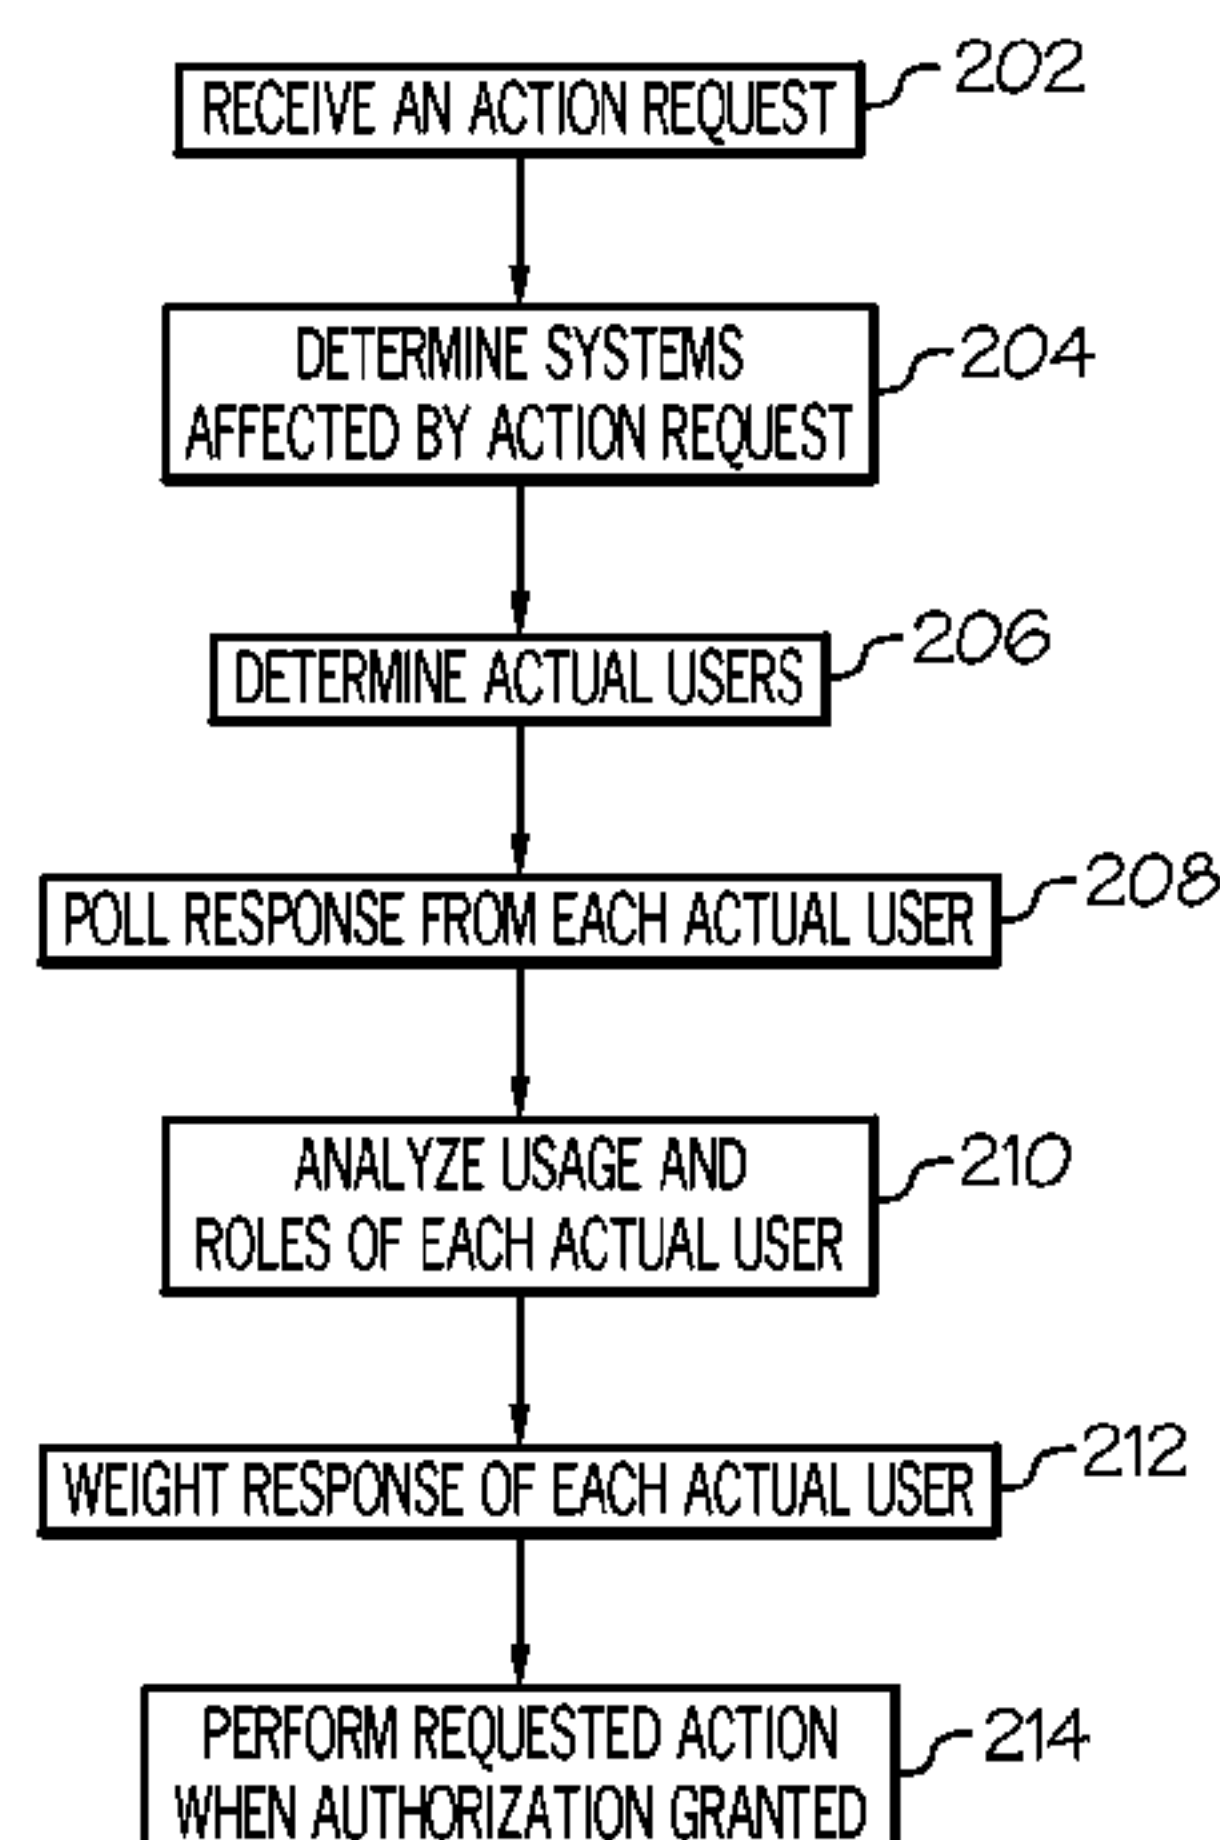 RECEIVE AN ACTION REQUEST
202
DETERMINE SYSTEMS
AFFECTED BY ACTION REQUEST
204
DETERMINE ACTUAL USERS
206
POLL RESPONSE FROM EACH ACTUAL USER
208
ANALYZE USAGE AND
ROLES OF EACH ACTUAL USER
210
WEIGHT RESPONSE OF EACH ACTUAL USER
212
PERFORM REQUESTED ACTION
WHEN AUTHORIZATION GRANTED
214